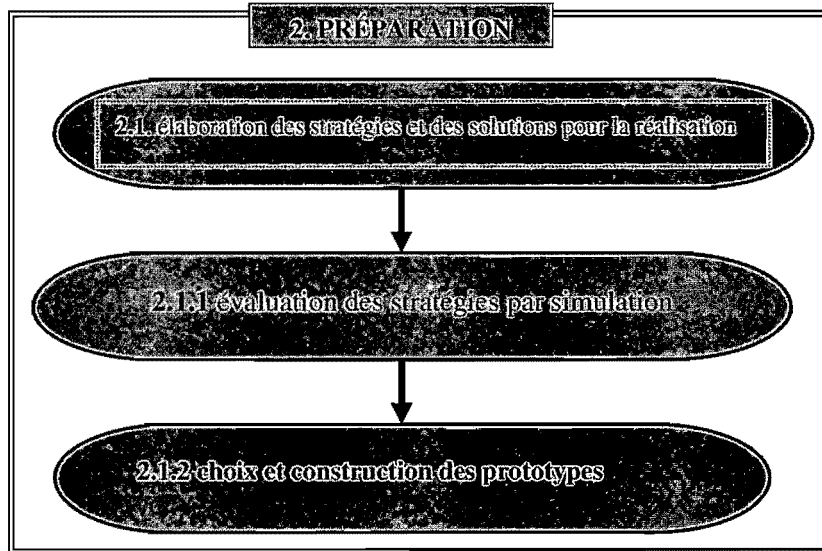 2. PRÉPARATION
2.1. élaboration des stratégies et des solutions pour la réalisation
2.1.1 évaluation des stratégies par simulation
2.1.2 choix et construction des prototypes